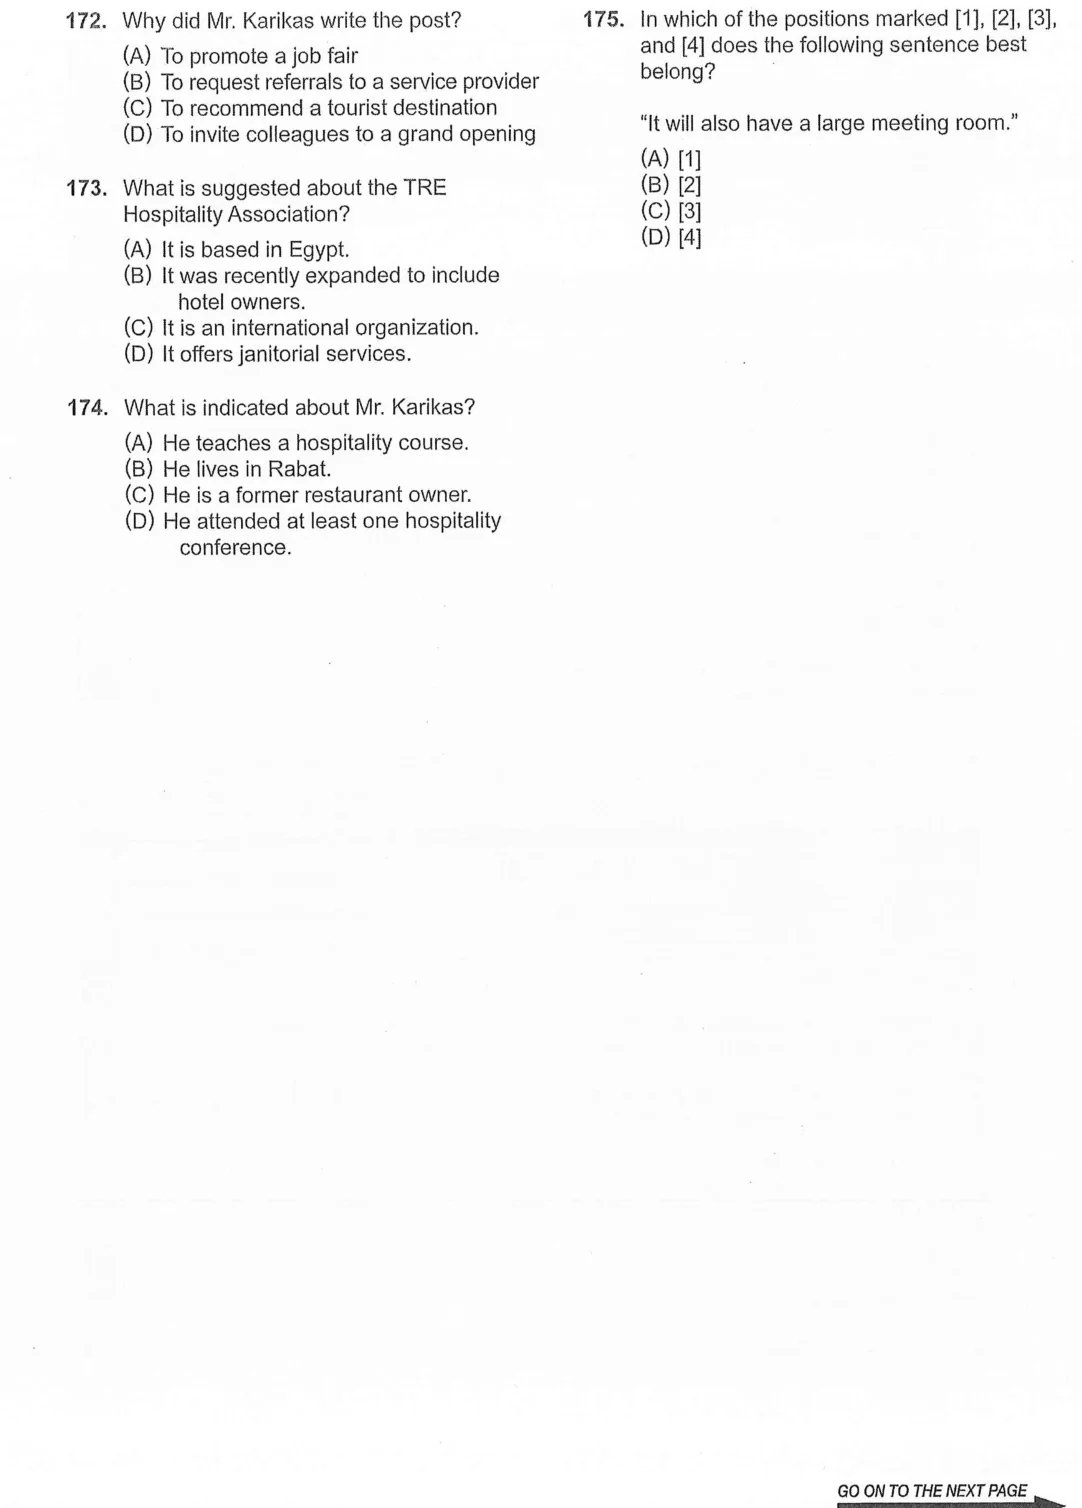 172. Why did Mr. Karikas write the post?
(A) To promote a job fair
(B) To request referrals to a service provider
(C) To recommend a tourist destination
(D) To invite colleagues to a grand opening
173. What is suggested about the TRE
Hospitality Association?
(A) It is based in Egypt.
(B) It was recently expanded to include
hotel owners.
(C) It is an international organization.
(D) It offers janitorial services.
174. What is indicated about Mr. Karikas?
(A) He teaches a hospitality course.
(B) He lives in Rabat.
(C) He is a former restaurant owner.
(D) He attended at least one hospitality
conference.
175. In which of the positions marked [1], [2], [3],
and [4] does the following sentence best
belong?
“It will also have a large meeting room.”
(A) [1]
(B) [2]
(C) [3]
(D) [4]
GO ON TO THE NEXT PAGE